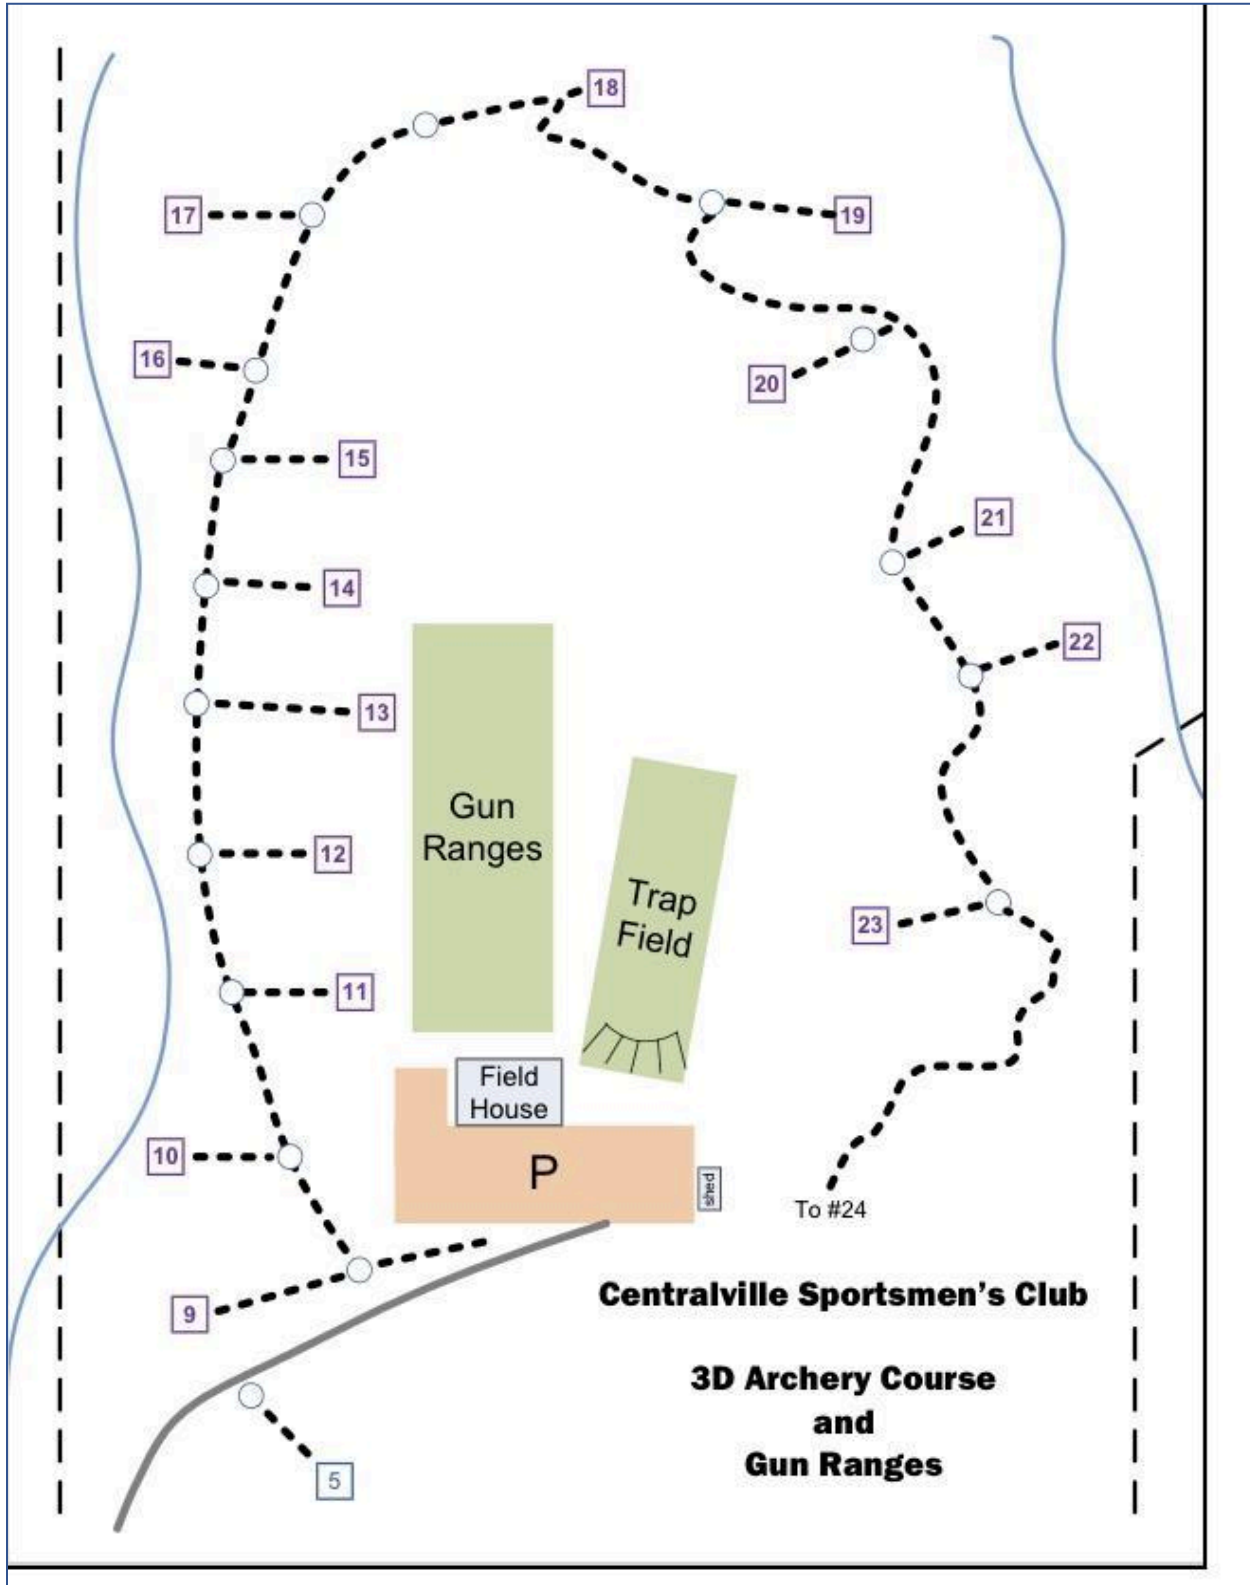 18
17
19
16
20
15
21
14
22
13
Gun
Ranges
12
Trap
Field
23
11
Field
House
10
P
shed
To #24
9
Centralville Sportsmen’s Club
3D Archery Course
and
Gun Ranges
5